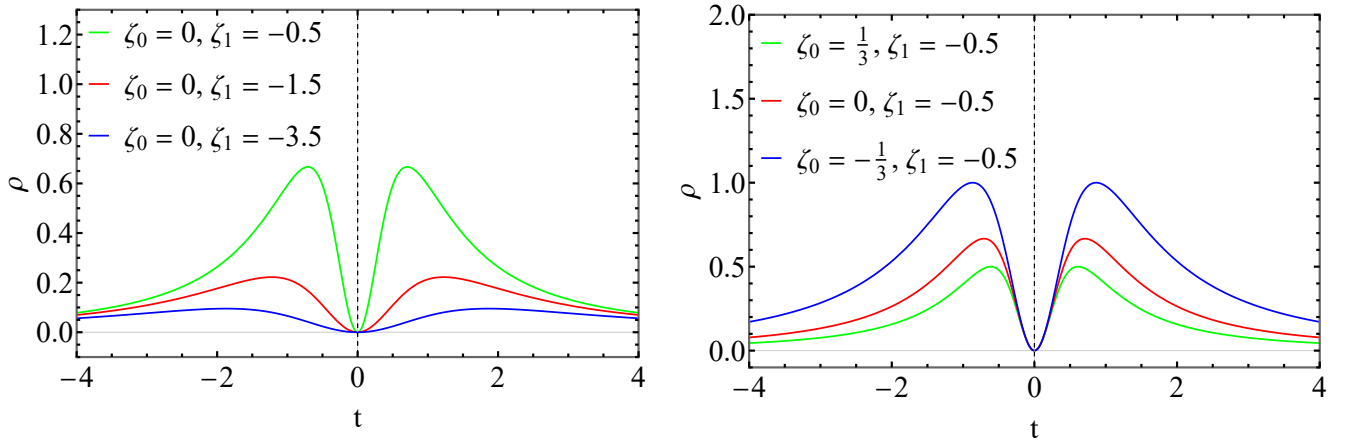 1.2
1.0
0.8
0.6
0.4
0.2
0.0
ρ
ζ₀ = 0, ζ₁ = −0.5
ζ₀ = 0, ζ₁ = −1.5
ζ₀ = 0, ζ₁ = −3.5
−4 −2 0 2 4
t
2.0
1.5
1.0
0.5
0.0
ρ
ζ₀ = 1/3, ζ₁ = −0.5
ζ₀ = 0, ζ₁ = −0.5
ζ₀ = −1/3, ζ₁ = −0.5
−4 −2 0 2 4
t